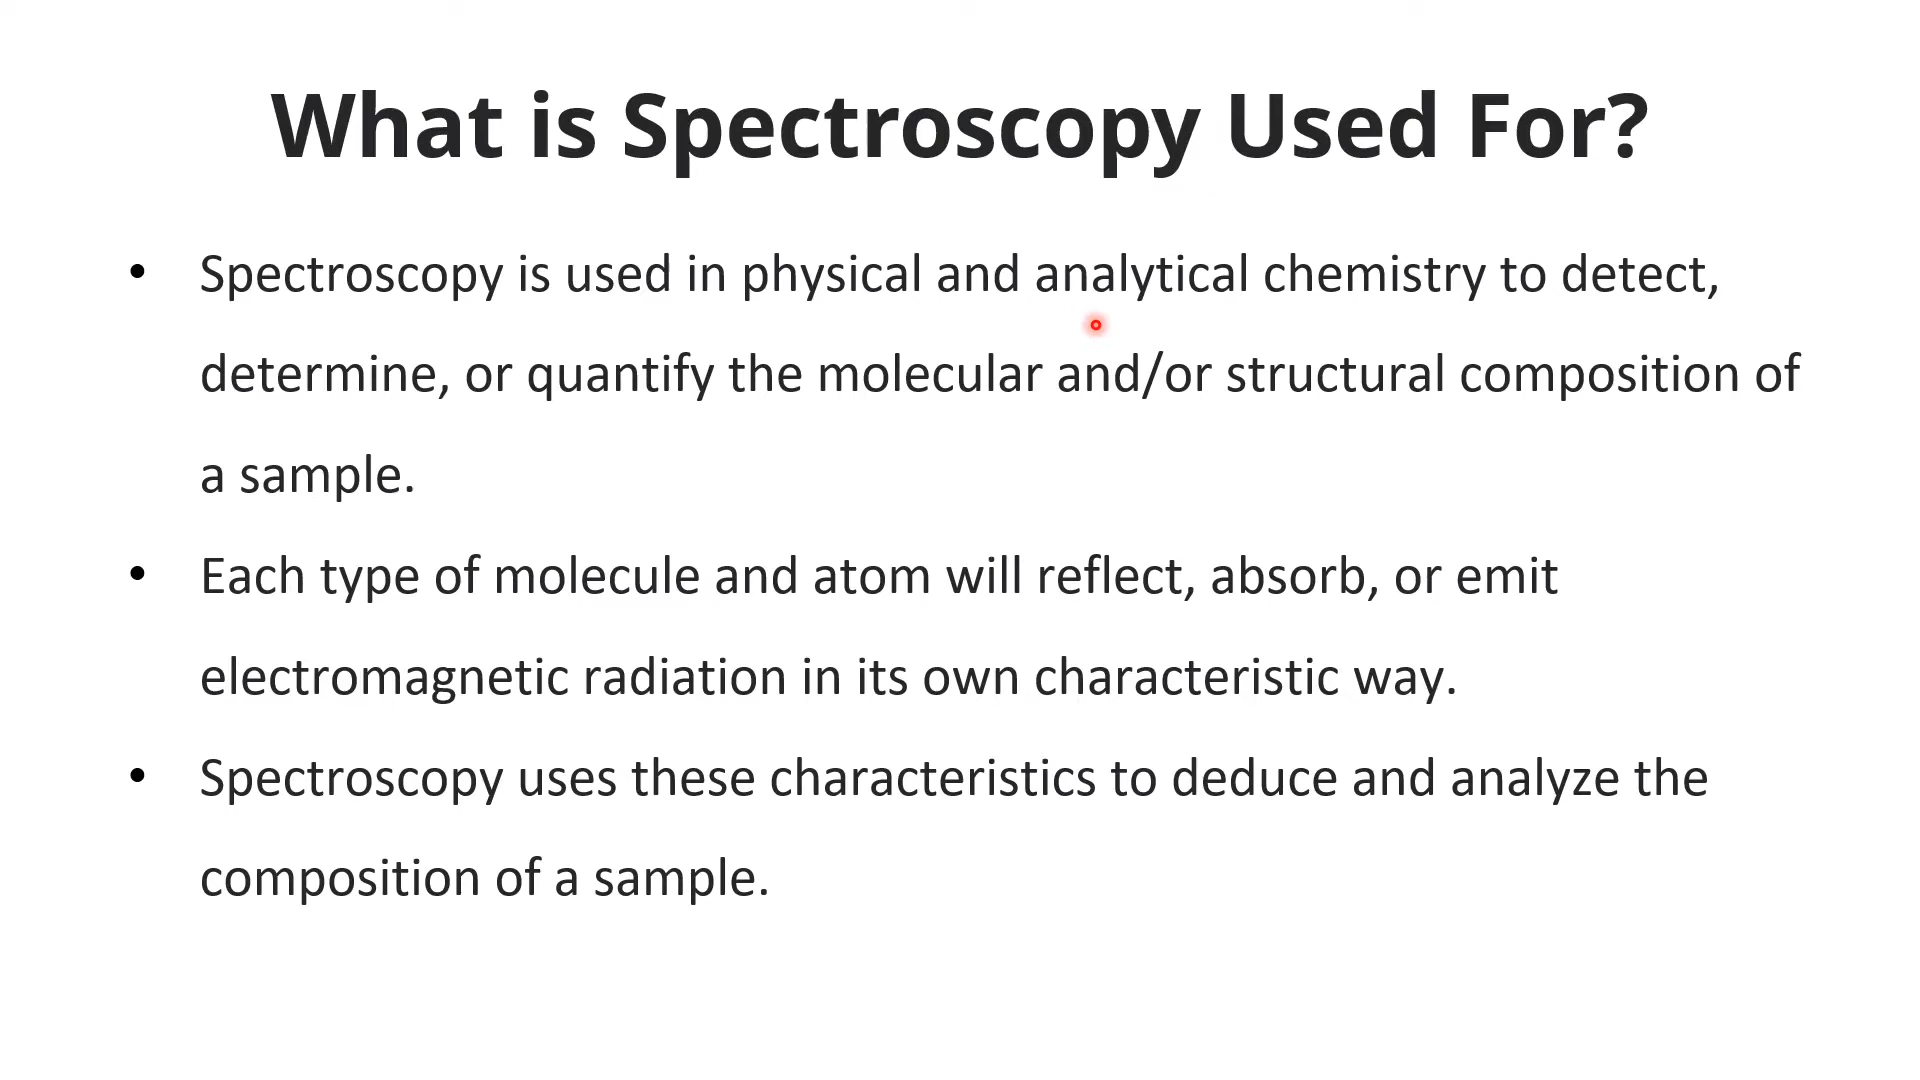 What is Spectroscopy Used For?
• Spectroscopy is used in physical and analytical chemistry to detect,
determine, or quantify the molecular and/or structural composition of
a sample.
• Each type of molecule and atom will reflect, absorb, or emit
electromagnetic radiation in its own characteristic way.
• Spectroscopy uses these characteristics to deduce and analyze the
composition of a sample.